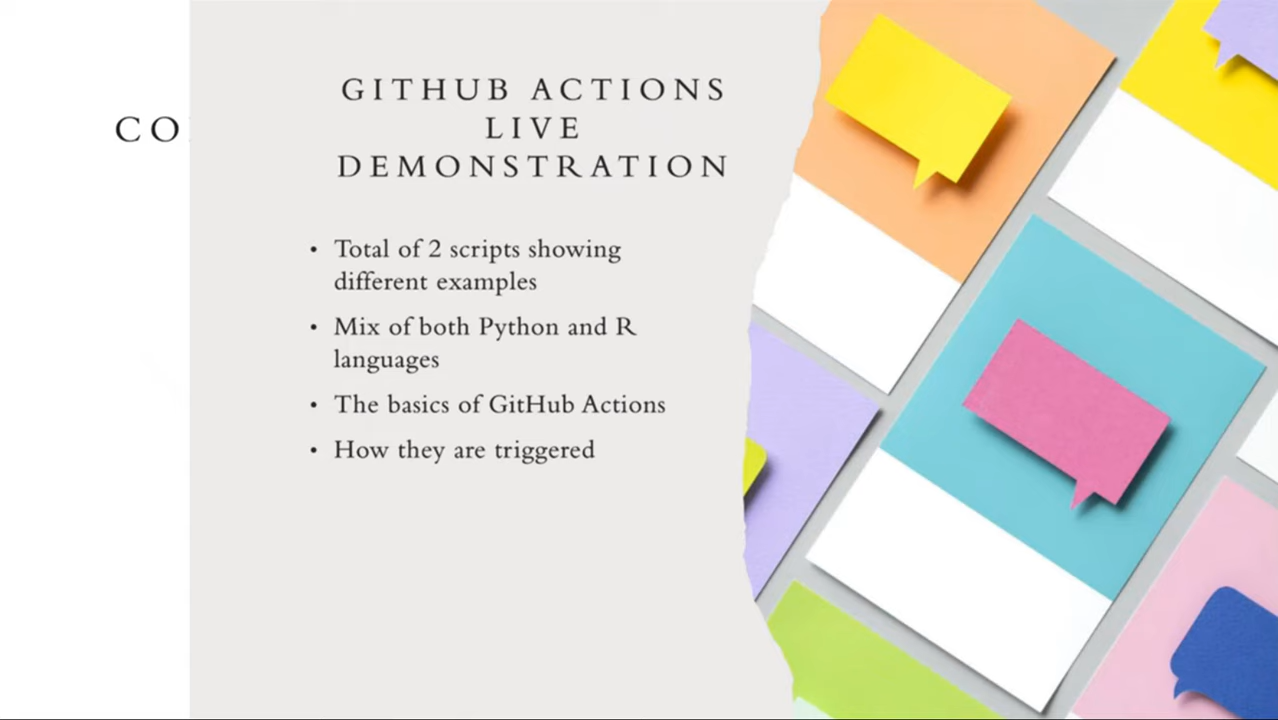 GITHUB ACTIONS
LIVE
DEMONSTRATION
• Total of 2 scripts showing
different examples
• Mix of both Python and R
languages
• The basics of GitHub Actions
• How they are triggered